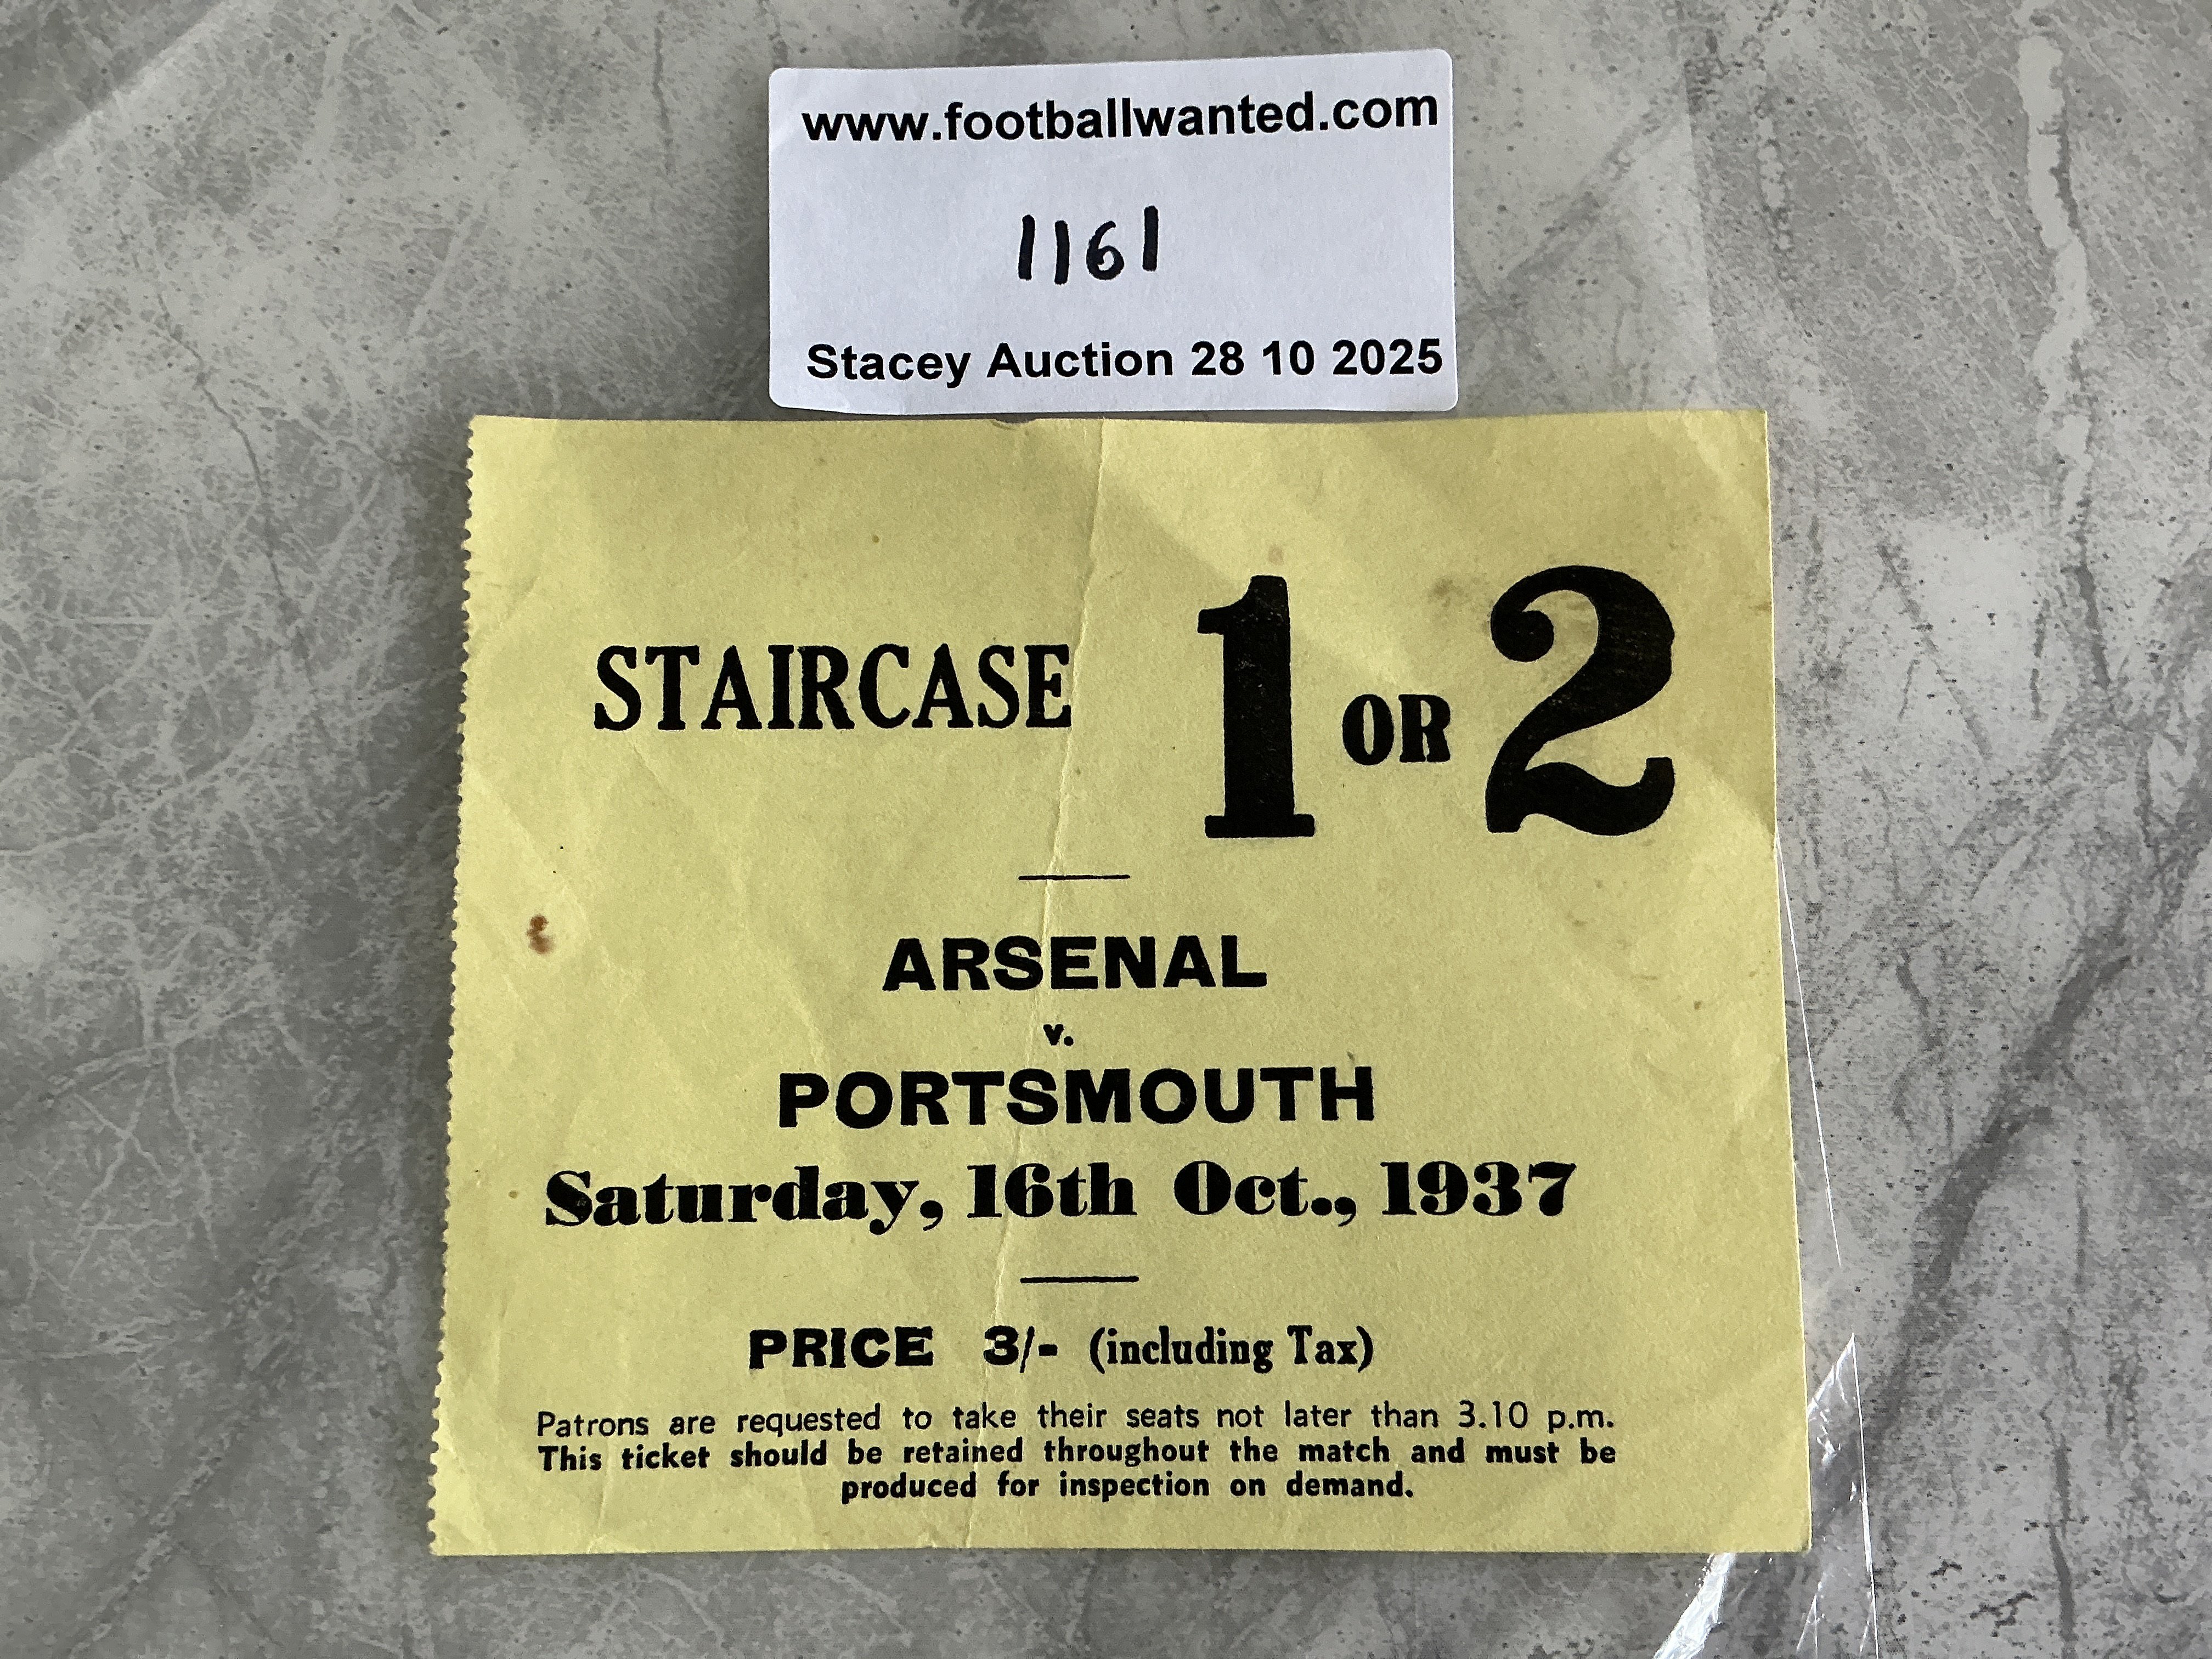 www.footballwanted.com
1161
Stacey Auction 28 10 2025
STAIRCASE 1 OR 2
ARSENAL
v.
PORTSMOUTH
Saturday, 16th Oct., 1937
PRICE 3/- (including Tax)
Patrons are requested to take their seats not later than 3.10 p.m.
This ticket should be retained throughout the match and must be
produced for inspection on demand.